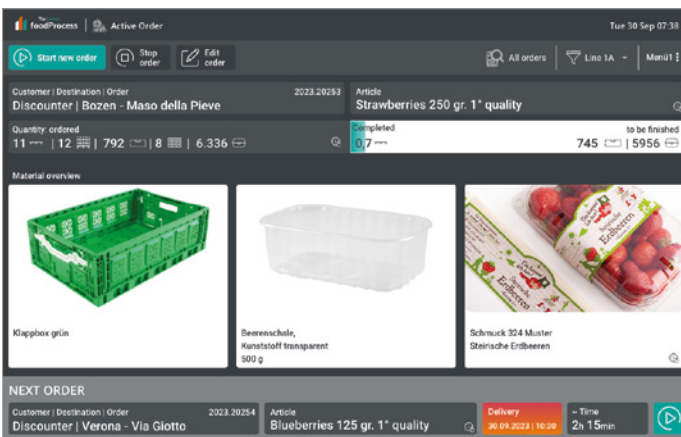 foodProcess | Active Order
Tue 30 Sep 07:38
Start new order
Stop order
Edit order
All orders
Line 1A
Menü1
Customer | Destination | Order 2023.20253
Discounter | Bozen - Maso della Pieve
Article
Strawberries 250 gr. 1° quality
Quantity: ordered
11 | 12 | 792 | 8 | 6.336
Completed
0,7
to be finished
745 | 5956
Material overview
Steirische
Erdbeeren
Klappbox grün
Beerenschale,
Kunststoff transparent
500 g
Schmuck 324 Muster
Steirische Erdbeeren
NEXT ORDER
Customer | Destination | Order 2023.20254
Discounter | Verona - Via Giotto
Article
Blueberries 125 gr. 1° quality
Delivery
30.09.2023 | 10:20
~ Time
2h 15min